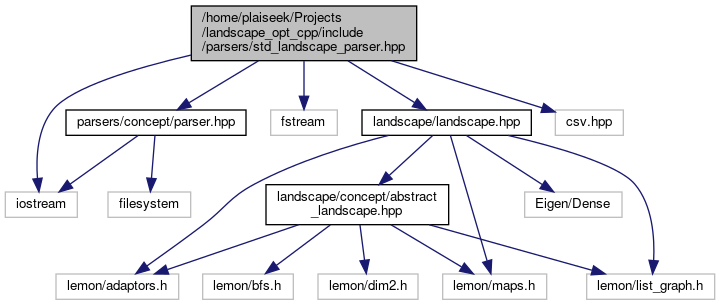 /home/plaiseek/Projects
/landscape_opt_cpp/include
/parsers/std_landscape_parser.hpp
parsers/concept/parser.hpp
fstream
landscape/landscape.hpp
csv.hpp
iostream
filesystem
landscape/concept/abstract
_landscape.hpp
Eigen/Dense
lemon/adaptors.h
lemon/bfs.h
lemon/dim2.h
lemon/maps.h
lemon/list_graph.h